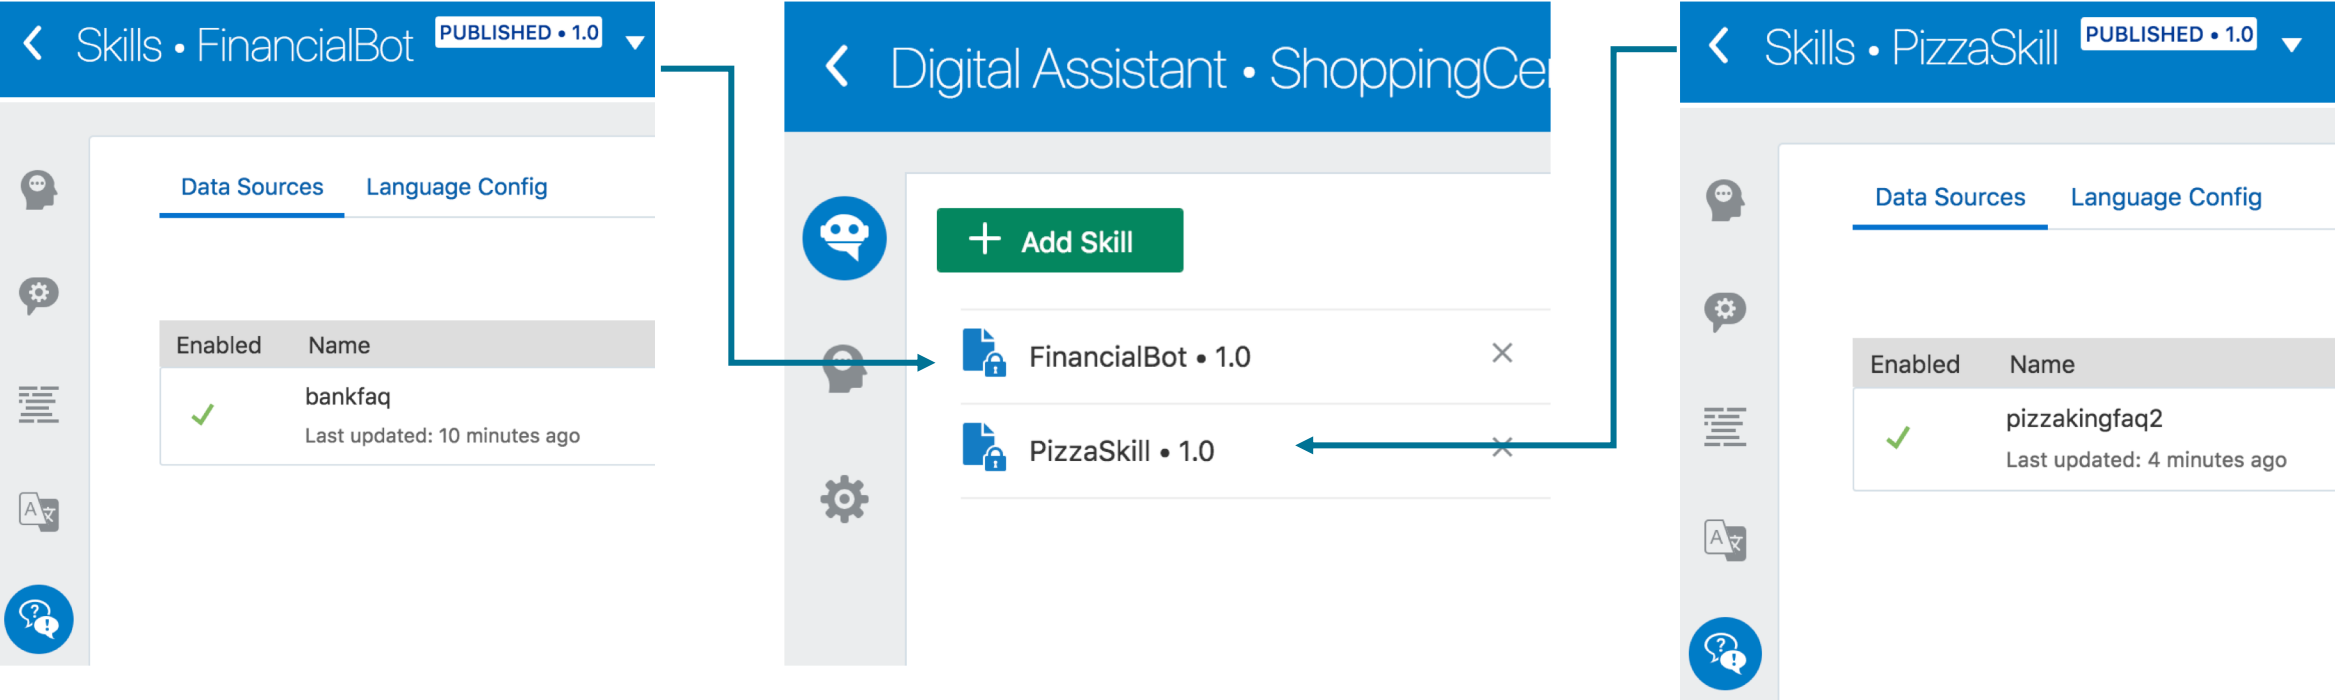 Skills • FinancialBot PUBLISHED • 1.0
Data Sources Language Config
Enabled Name
bankfaq
Last updated: 10 minutes ago
Digital Assistant • ShoppingCe
+ Add Skill
FinancialBot • 1.0
PizzaSkill • 1.0
Skills • PizzaSkill PUBLISHED • 1.0
Data Sources Language Config
Enabled Name
pizzakingfaq2
Last updated: 4 minutes ago